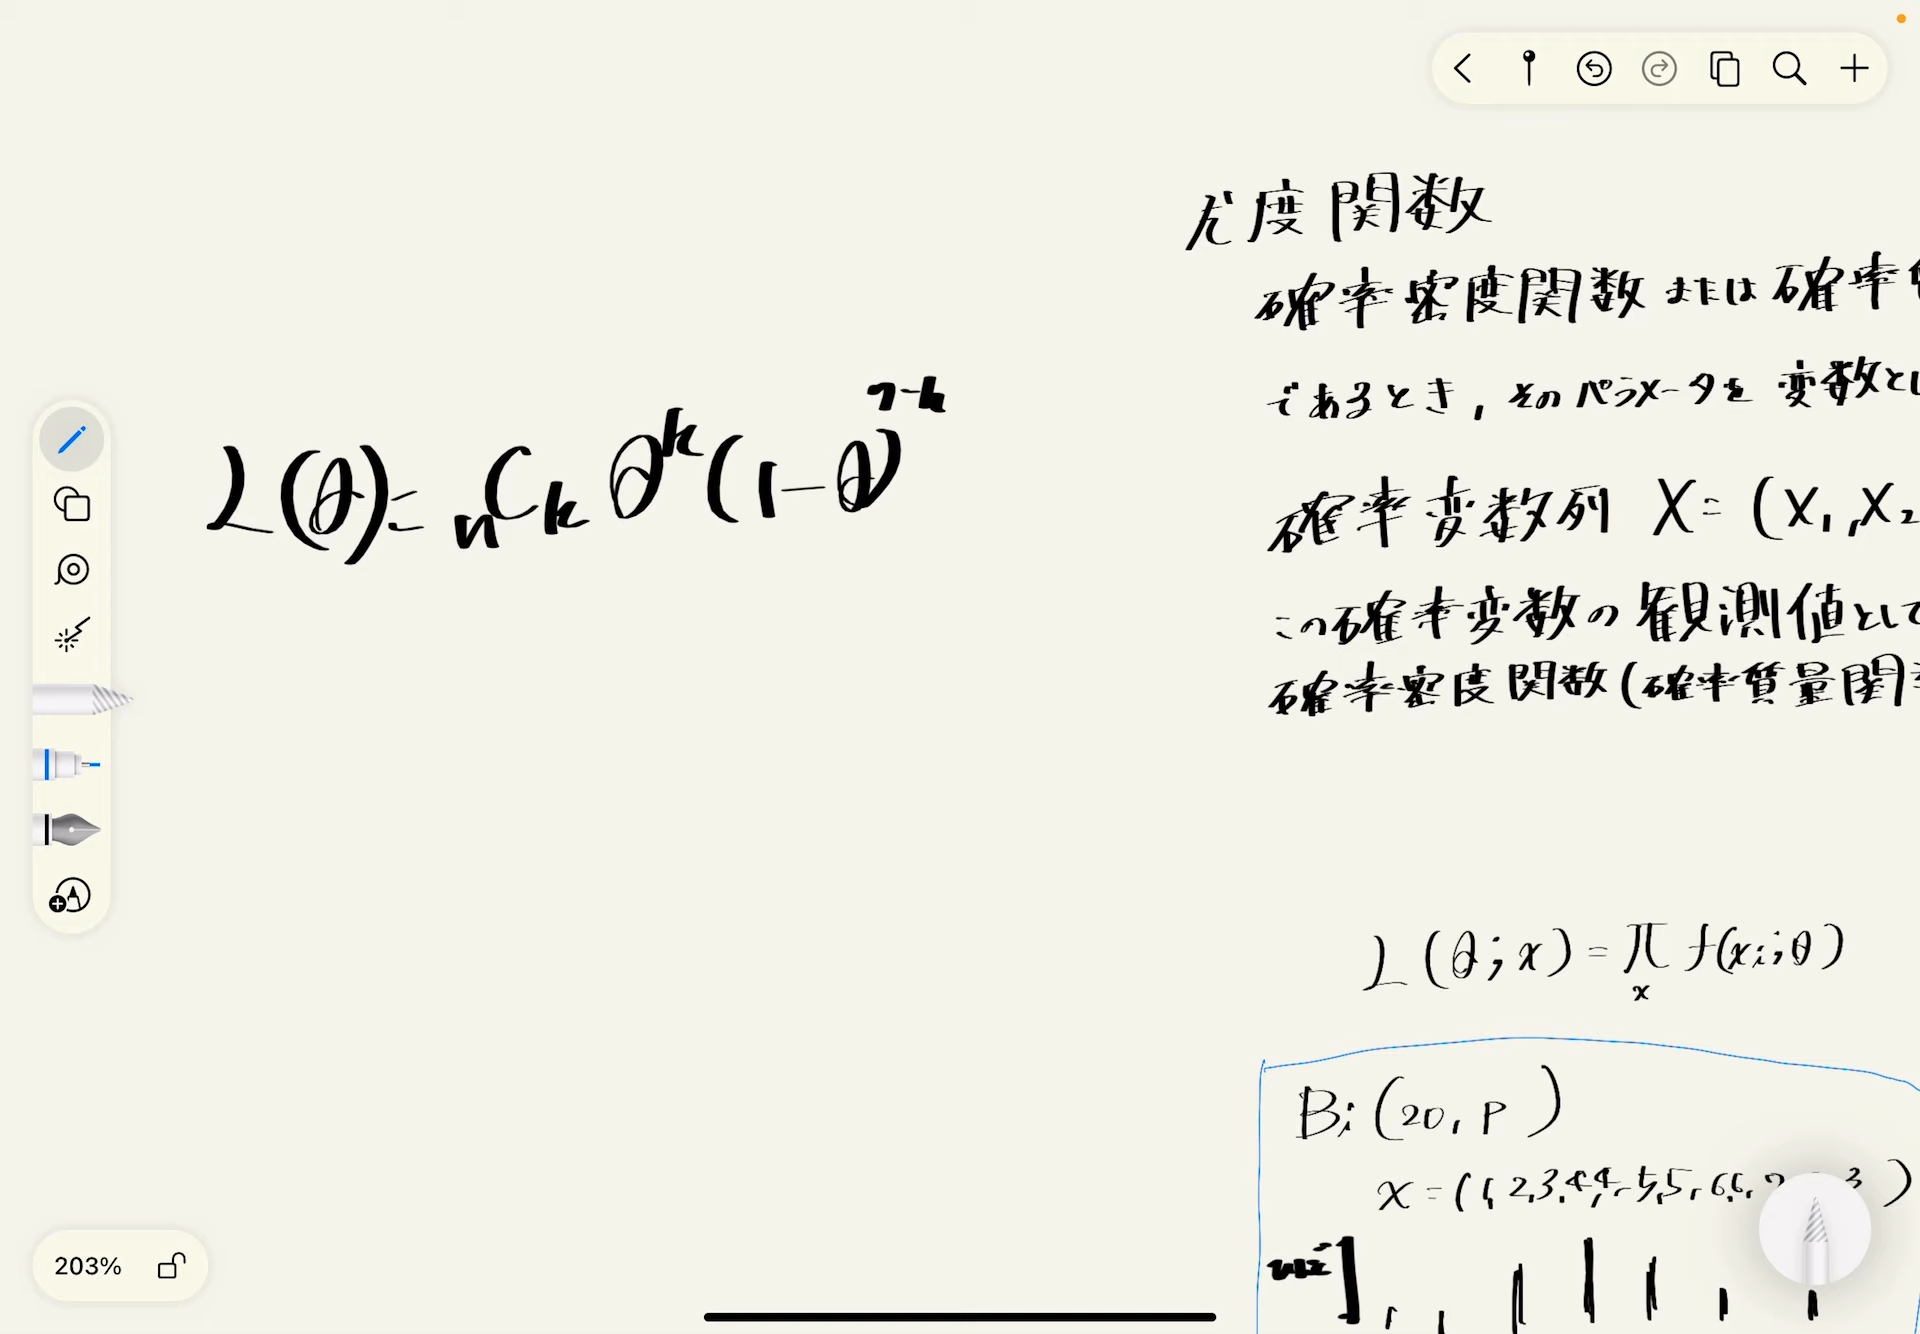 L(θ)= nCk θ^k (1-θ)^n-k
尤度関数
確率密度関数または確率
であるとき,そのパラメータを変数とし
確率変数列 X=(X1,X2
この確率変数の観測値として
確率密度関数(確率質量関
L(θ;x)=π f(xi;θ)
x
Bi(20,p)
x=(1,2,3,4,4,5,5,6,6,
203%